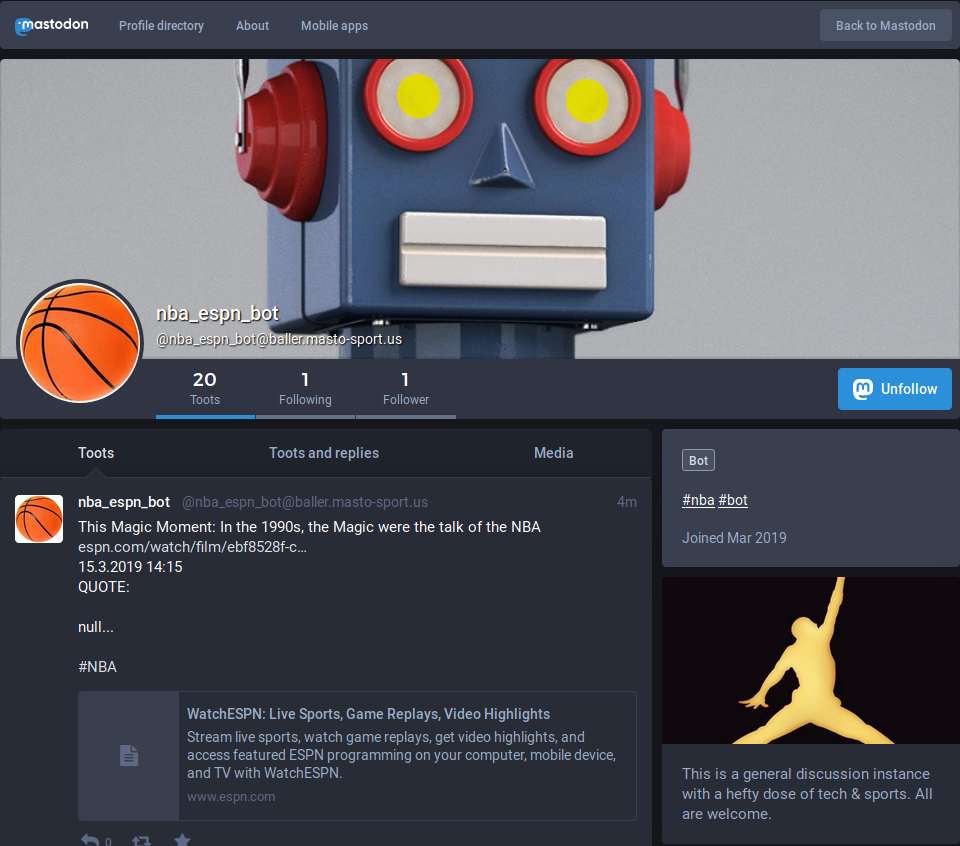 mastodon
Profile directory
About
Mobile apps
Back to Mastodon
nba_espn_bot
@nba_espn_bot@baller.masto-sport.us
20
Toots
1
Following
1
Follower
Unfollow
Toots
Toots and replies
Media
nba_espn_bot @nba_espn_bot@baller.masto-sport.us 4m
This Magic Moment: In the 1990s, the Magic were the talk of the NBA
espn.com/watch/film/ebf8528f-c...
15.3.2019 14:15
QUOTE:
null...
#NBA
WatchESPN: Live Sports, Game Replays, Video Highlights
Stream live sports, watch game replays, get video highlights, and
access featured ESPN programming on your computer, mobile device,
and TV with WatchESPN.
www.espn.com
0
Bot
#nba #bot
Joined Mar 2019
This is a general discussion instance
with a hefty dose of tech & sports. All
are welcome.